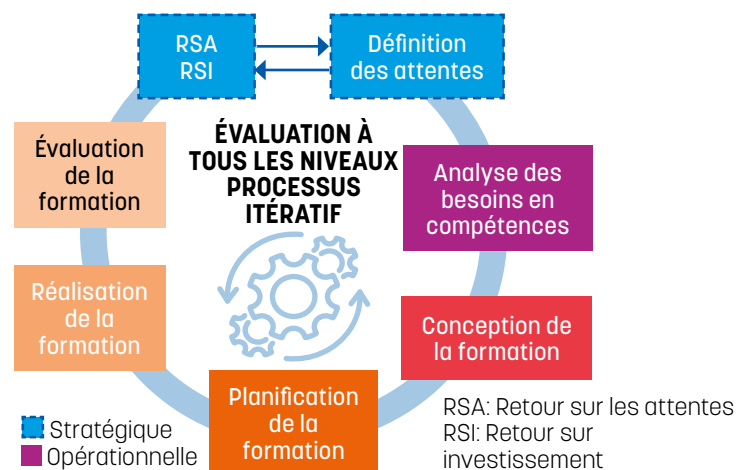 RSA
RSI
Définition
des attentes
ÉVALUATION À
TOUS LES NIVEAUX
PROCESSUS
ITÉRATIF
Évaluation
de la
formation
Analyse des
besoins en
compétences
Réalisation
de la
formation
Conception de
la formation
Planification
de la
formation
Stratégique
Opérationnelle
RSA: Retour sur les attentes
RSI: Retour sur
investissement